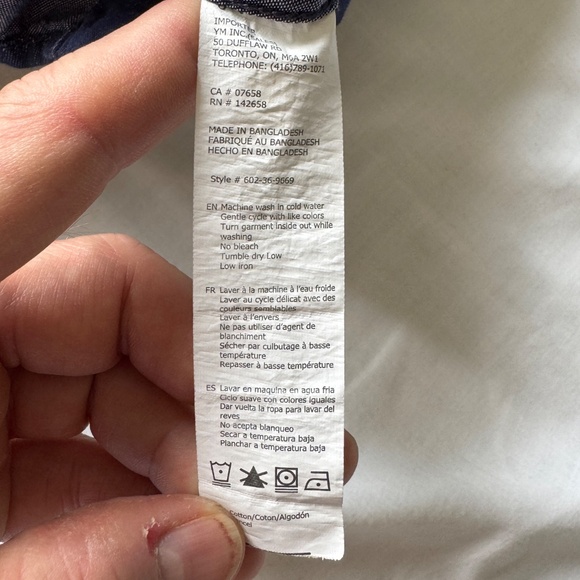 IMPORTER
YM INC.
50 DUFFLAW RD
TORONTO, ON, M6A 2W1
TELEPHONE: (416)789-1071
CA # 07658
RN # 142658
MADE IN BANGLADESH
FABRIQUÉ AU BANGLADESH
HECHO EN BANGLADESH
Style # 602-36-9669
EN Machine wash in cold water
Gentle cycle with like colors
Turn garment inside out while
washing
No bleach
Tumble dry Low
Low iron
FR Laver à la machine à l'eau froide
Laver au cycle délicat avec des
couleurs semblables
Laver à l'envers
Ne pas utiliser d'agent de
blanchiment
Sécher par culbutage à basse
température
Repasser à basse température
ES Lavar en maquina en agua fria
Ciclo suave con colores iguales
Dar vuelta la ropa para lavar del
reves
No acepta blanqueo
Secar a temperatura baja
Planchar a temperatura baja
Cotton/Coton/Algodón